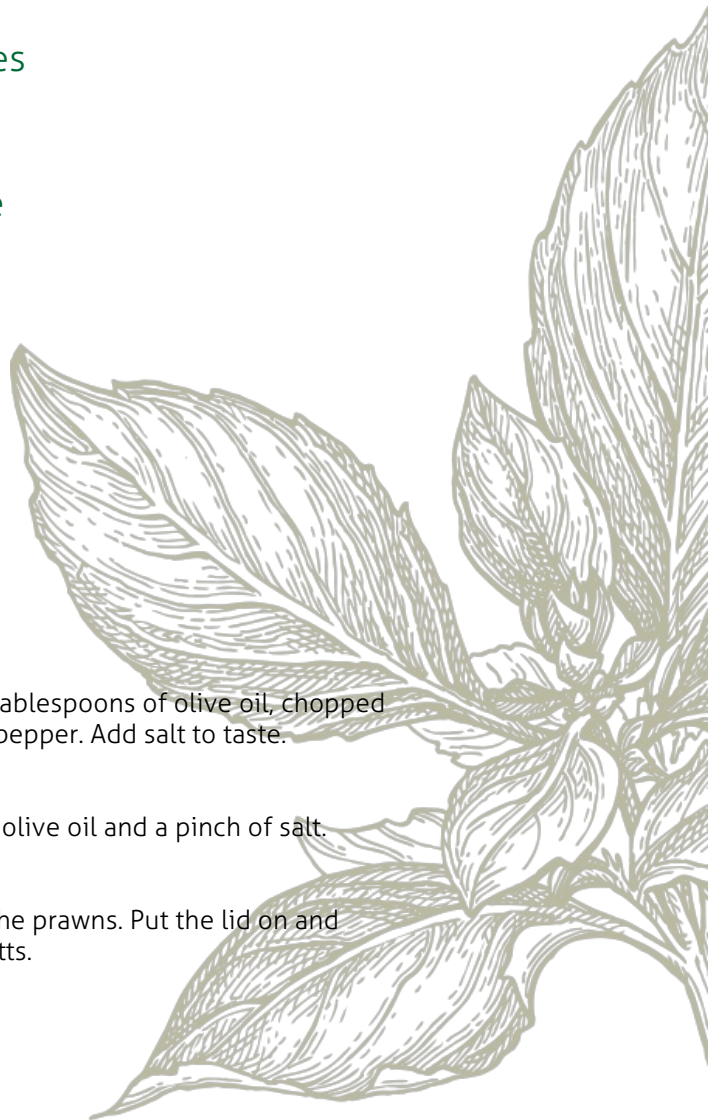 es
e
ablespoons of olive oil, chopped
pepper. Add salt to taste.
olive oil and a pinch of salt.
he prawns. Put the lid on and
tts.